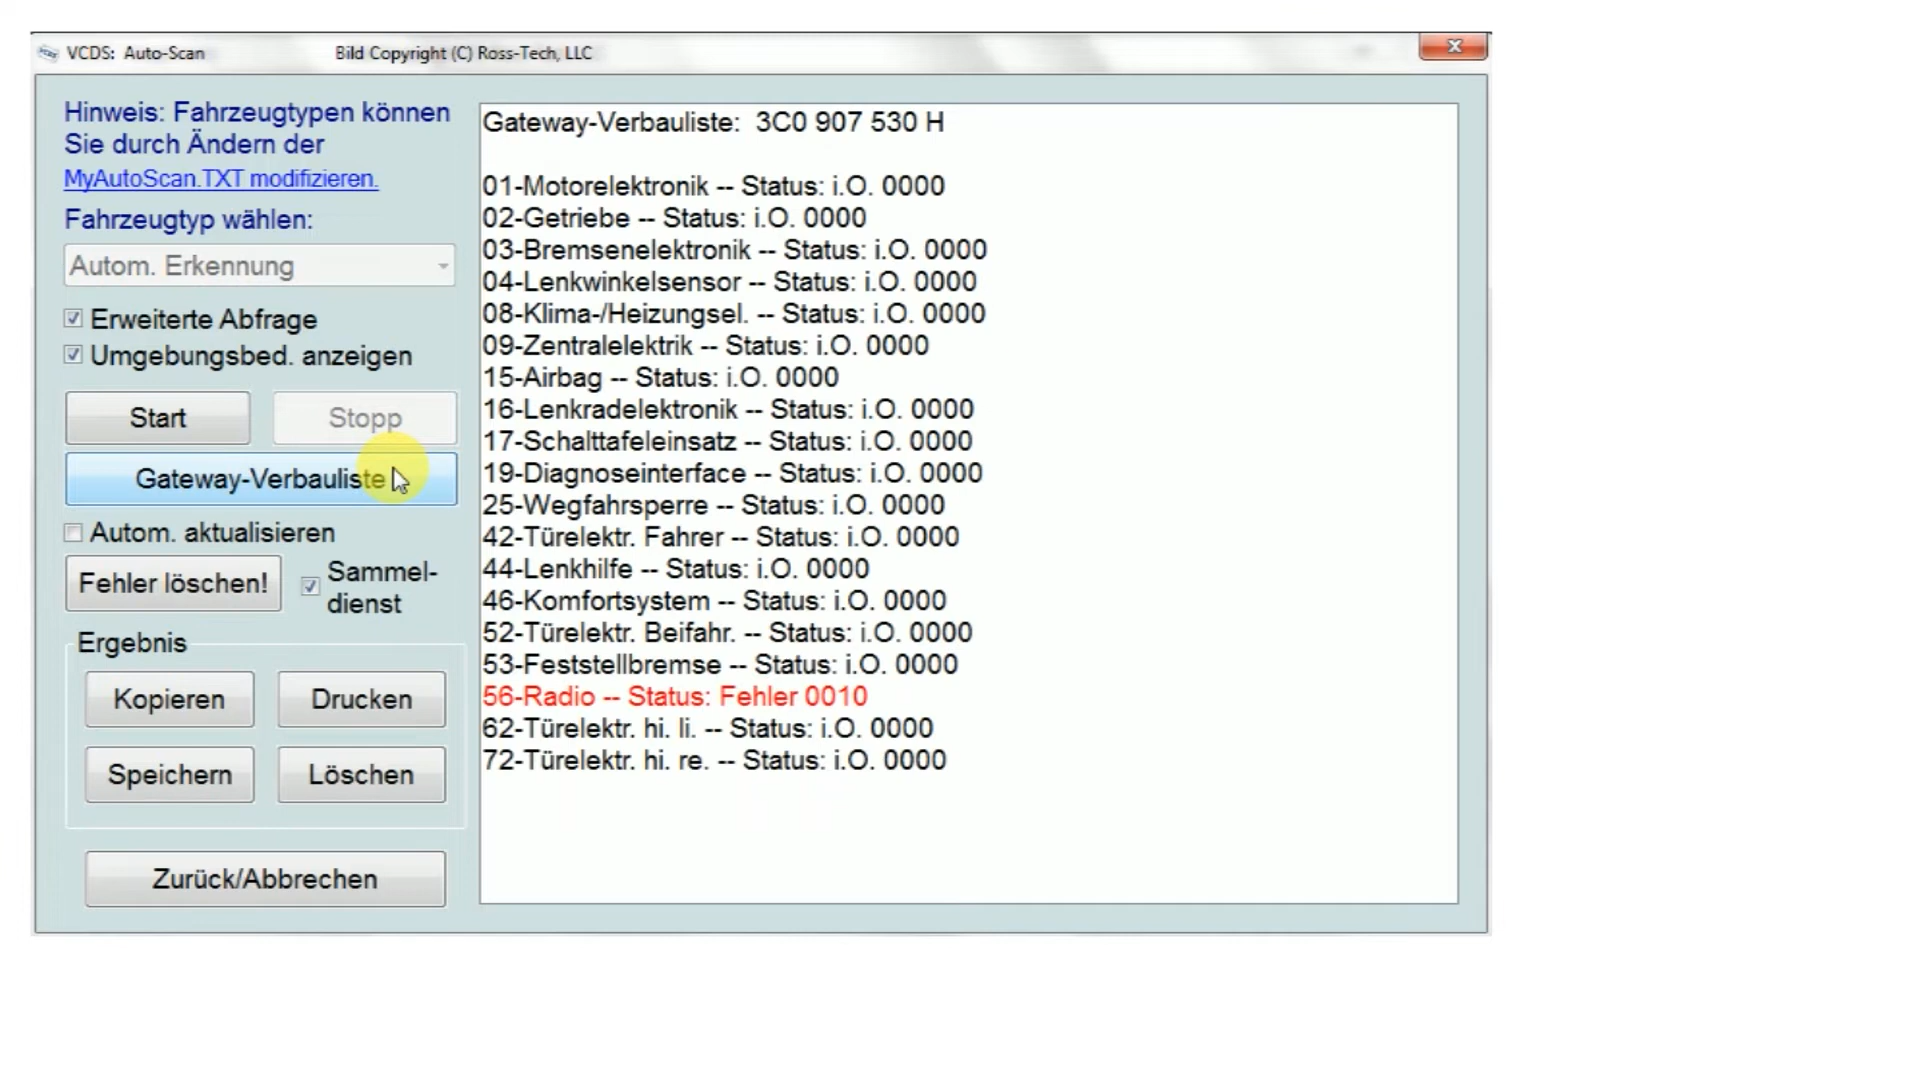 VCDS: Auto-Scan
Bild Copyright (C) Ross-Tech, LLC
Hinweis: Fahrzeugtypen können
Sie durch Ändern der
MyAutoScan.TXT modifizieren.
Fahrzeugtyp wählen:
Autom. Erkennung
Erweiterte Abfrage
Umgebungsbed. anzeigen
Start
Stopp
Gateway-Verbauliste
Autom. aktualisieren
Fehler löschen!
Sammel-
dienst
Ergebnis
Kopieren
Drucken
Speichern
Löschen
Zurück/Abbrechen
Gateway-Verbauliste: 3C0 907 530 H
01-Motorelektronik -- Status: i.O. 0000
02-Getriebe -- Status: i.O. 0000
03-Bremsenelektronik -- Status: i.O. 0000
04-Lenkwinkelsensor -- Status: i.O. 0000
08-Klima-/Heizungsel. -- Status: i.O. 0000
09-Zentralelektrik -- Status: i.O. 0000
15-Airbag -- Status: i.O. 0000
16-Lenkradelektronik -- Status: i.O. 0000
17-Schalttafeleinsatz -- Status: i.O. 0000
19-Diagnoseinterface -- Status: i.O. 0000
25-Wegfahrsperre -- Status: i.O. 0000
42-Türelektr. Fahrer -- Status: i.O. 0000
44-Lenkhilfe -- Status: i.O. 0000
46-Komfortsystem -- Status: i.O. 0000
52-Türelektr. Beifahr. -- Status: i.O. 0000
53-Feststellbremse -- Status: i.O. 0000
56-Radio -- Status: Fehler 0010
62-Türelektr. hi. li. -- Status: i.O. 0000
72-Türelektr. hi. re. -- Status: i.O. 0000